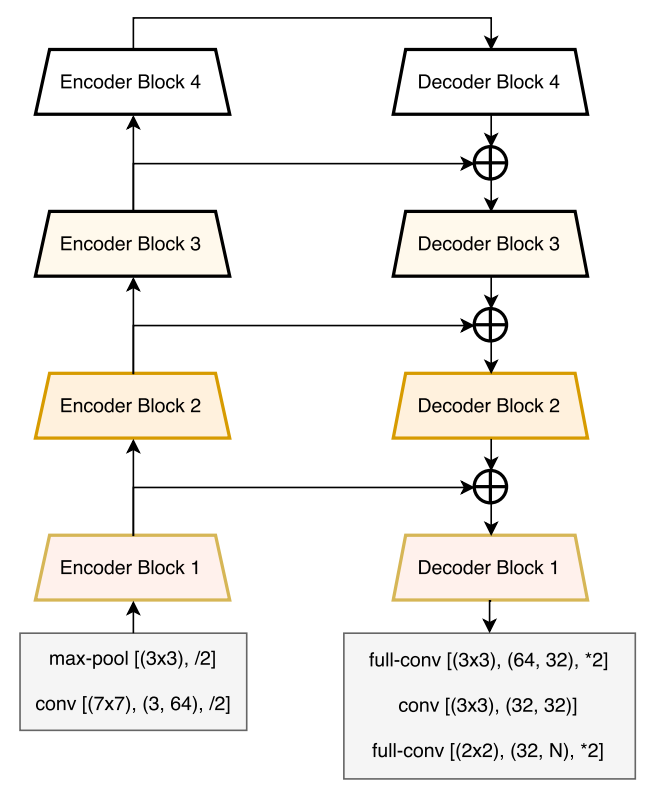 Encoder Block 4
Decoder Block 4
Encoder Block 3
Decoder Block 3
Encoder Block 2
Decoder Block 2
Encoder Block 1
Decoder Block 1
max-pool [(3x3), /2]
conv [(7x7), (3, 64), /2]
full-conv [(3x3), (64, 32), *2]
conv [(3x3), (32, 32)]
full-conv [(2x2), (32, N), *2]